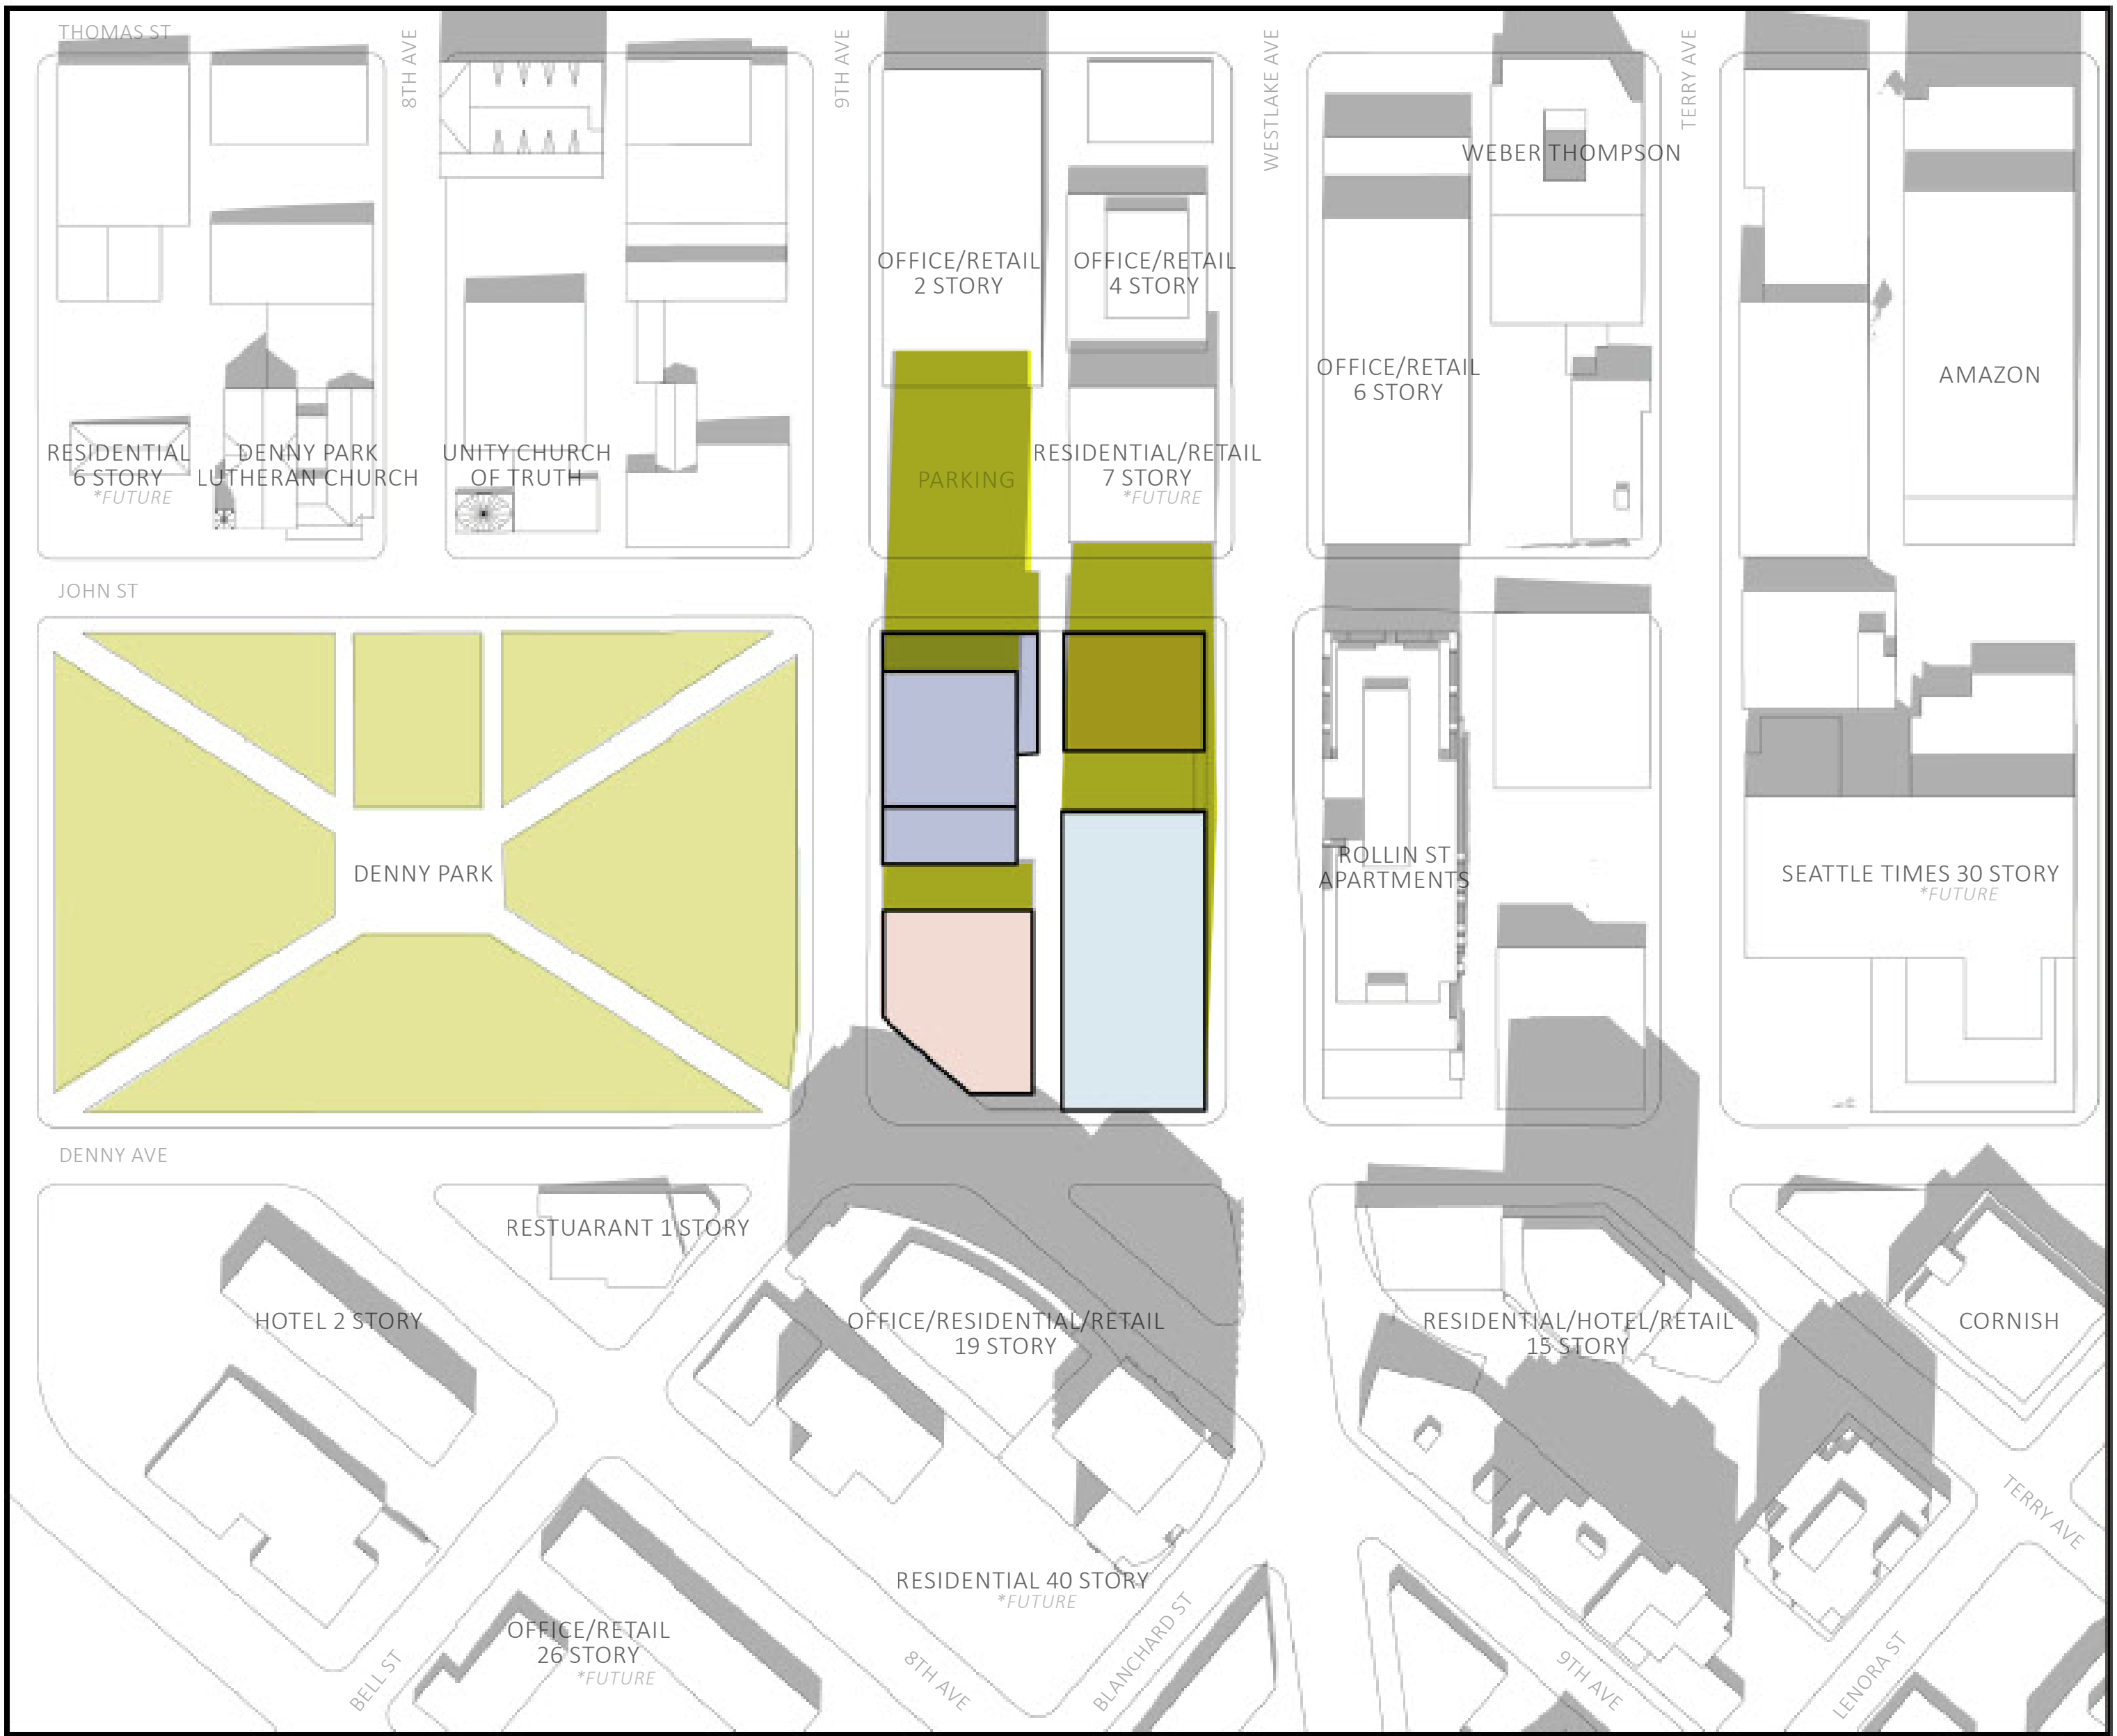 THOMAS ST
8TH AVE
9TH AVE
WESTLAKE AVE
TERRY AVE
WEBER THOMPSON
OFFICE/RETAIL
2 STORY
OFFICE/RETAIL
4 STORY
OFFICE/RETAIL
6 STORY
AMAZON
RESIDENTIAL
6 STORY
*FUTURE
DENNY PARK
LUTHERAN CHURCH
UNITY CHURCH
OF TRUTH
PARKING
RESIDENTIAL/RETAIL
7 STORY
*FUTURE
JOHN ST
DENNY PARK
ROLLIN ST
APARTMENTS
SEATTLE TIMES 30 STORY
*FUTURE
DENNY AVE
RESTUARANT 1 STORY
HOTEL 2 STORY
OFFICE/RESIDENTIAL/RETAIL
19 STORY
RESIDENTIAL/HOTEL/RETAIL
15 STORY
CORNISH
TERRY AVE
RESIDENTIAL 40 STORY
*FUTURE
OFFICE/RETAIL
26 STORY
*FUTURE
BELL ST
8TH AVE
BLANCHARD ST
9TH AVE
LENORA ST